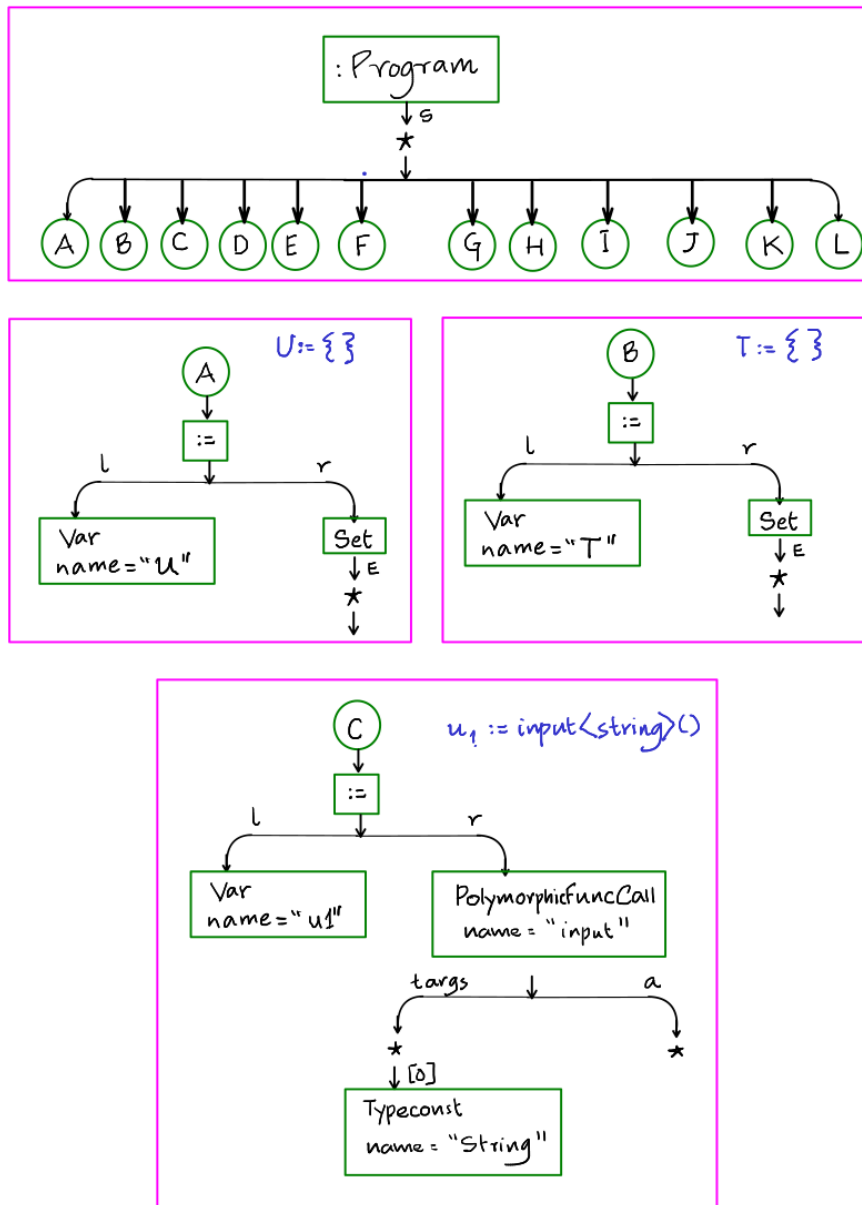 : Program
s
*
A B C D E F G H I J K L
A
U := { }
:=
l r
Var
name = "U"
Set
E
*
B
T := { }
:=
l r
Var
name = "T"
Set
E
*
C
u₁ := input<string>()
:=
l r
Var
name = "u1"
PolymorphicFuncCall
name = "input"
targs a
* *
[0]
Typeconst
name = "String"